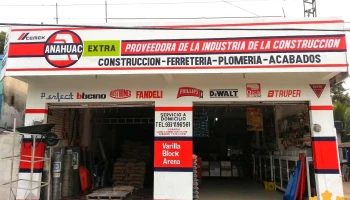 Cemex
ANAHUAC
EXTRA
PROVEEDORA DE LA INDUSTRIA DE LA CONSTRUCCION
CONSTRUCCION-FERRETERIA-PLOMERIA-ACABADOS
Perfect
bticino
FANDELI
DEWALT
TRUPER
SERVICIO A
DOMICILIO
Varilla
Block
Arena